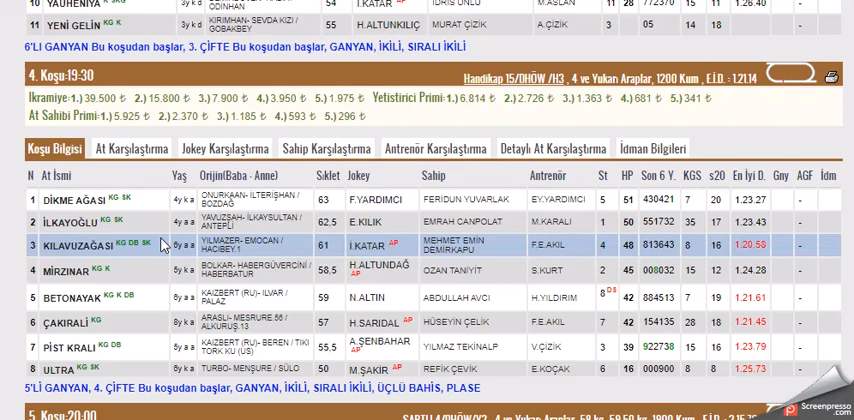 10 YAUHENİYA K SKG 3y k d ODİNHAN 54 İ.KATAR AP İDRİS ÜNLÜ M.ASLAN 11 28 772370 15 11 1.26.40
11 YENİ GELİN KG K 3y k d KIRIMHAN- SEVDA KIZI / GOBAKBEY 55 H.ALTUNKILIÇ MURAT ÇİZİK A.ÇİZİK 3 05 14 18
6'LI GANYAN Bu koşudan başlar, 3. ÇİFTE Bu koşudan başlar, GANYAN, İKİLİ, SIRALI İKİLİ
4. Koşu:19:30 Handikap 15/DHÖW /H3 , 4 ve Yukarı Araplar, 1200 Kum , E.İ.D. : 1.21.14
İkramiye:1.) 39.500 ₺ 2.) 15.800 ₺ 3.) 7.900 ₺ 4.) 3.950 ₺ 5.) 1.975 ₺ Yetistirici Primi:1.) 6.814 ₺ 2.) 2.726 ₺ 3.) 1.363 ₺ 4.) 681 ₺ 5.) 341 ₺
At Sahibi Primi:1.) 5.925 ₺ 2.) 2.370 ₺ 3.) 1.185 ₺ 4.) 593 ₺ 5.) 296 ₺
Koşu Bilgisi At Karşılaştırma Jokey Karşılaştırma Sahip Karşılaştırma Antrenör Karşılaştırma Detaylı At Karşılaştırma İdman Bilgileri
N At İsmi Yaş Orijin(Baba - Anne) Sıklet Jokey Sahip Antrenör St HP Son 6 Y. KGS s20 En İyi D. Gny AGF İdm
1 DİKME AĞASI KG SK 4y k a ONURKAAN- İLTERİŞHAN / BOZDAĞ 63 F.YARDIMCI FERİDUN YUVARLAK EY.YARDIMCI 5 51 430421 7 20 1.23.27 -
2 İLKAYOĞLU KG SK 4y a a YAVUZŞAH- İLKAYSULTAN / ANTEPLİ 62,5 E.KILIK EMRAH CANPOLAT M.KARALI 1 50 551732 35 17 1.23.43 -
3 KILAVUZAĞASI KG DB SK 6y a a YILMAZER- EMOCAN / HACIBEY.1 61 İ.KATAR AP MEHMET EMİN DEMİRKAPU F.E.AKIL 4 48 813643 8 16 1.20.58 -
4 MİRZINAR KG K 5y k a BOLKAR- HABERGÜVERCİNİ / HABERBATUR 58,5 H.ALTUNDAĞ AP OZAN TANİYİT S.KURT 2 45 008032 15 12 1.24.28 -
5 BETONAYAK KG K DB 8y a a KAIZBERT (RU)- ILVAR / PALAZ 59 N.ALTIN ABDULLAH AVCI H.YILDIRIM 8 DS 42 884513 7 19 1.21.61 -
6 ÇAKIRALİ KG 8y k a ARASLI- MESRURE.55 / ALKURUŞ.13 57 H.SARIDAL AP HÜSEYİN ÇELİK F.E.AKIL 7 42 154135 28 18 1.21.45 -
7 PİST KRALI KG DB 5y a a KAIZBERT (RU)- BEREN / TIKI TORK KU (US) 55,5 A.ŞENBAHAR AP YILMAZ TEKİNALP V.ÇİZİK 3 39 922738 15 16 1.23.79 -
8 ULTRA KG SK 8y a a TURBO- MENŞURE / SÜLO 50 M.ŞAKİR AP REFİK ÇEVİK E.KOÇAK 6 16 000900 8 8 1.25.73 -
5'Lİ GANYAN, 4. ÇİFTE Bu koşudan başlar, GANYAN, İKİLİ, SIRALI İKİLİ, ÜÇLÜ BAHİS, PLASE
5. Koşu:20:00
Screenpresso